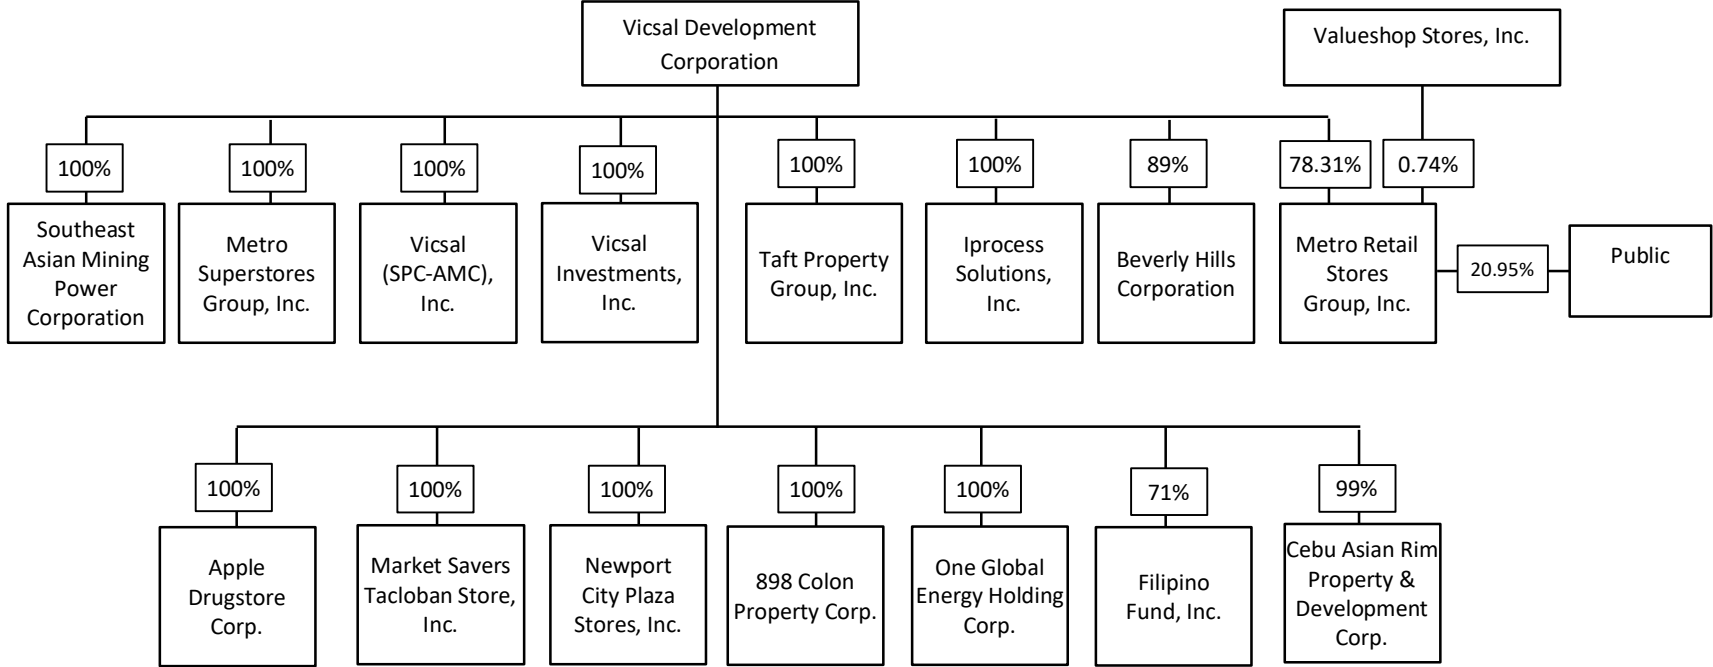 Vicsal Development
Corporation
Valueshop Stores, Inc.
100%
100%
100%
100%
100%
100%
89%
78.31%
0.74%
Southeast
Asian Mining
Power
Corporation
Metro
Superstores
Group, Inc.
Vicsal
(SPC-AMC),
Inc.
Vicsal
Investments,
Inc.
Taft Property
Group, Inc.
Iprocess
Solutions,
Inc.
Beverly Hills
Corporation
Metro Retail
Stores
Group, Inc.
20.95%
Public
100%
100%
100%
100%
100%
71%
99%
Apple
Drugstore
Corp.
Market Savers
Tacloban Store,
Inc.
Newport
City Plaza
Stores, Inc.
898 Colon
Property Corp.
One Global
Energy Holding
Corp.
Filipino
Fund, Inc.
Cebu Asian Rim
Property &
Development
Corp.